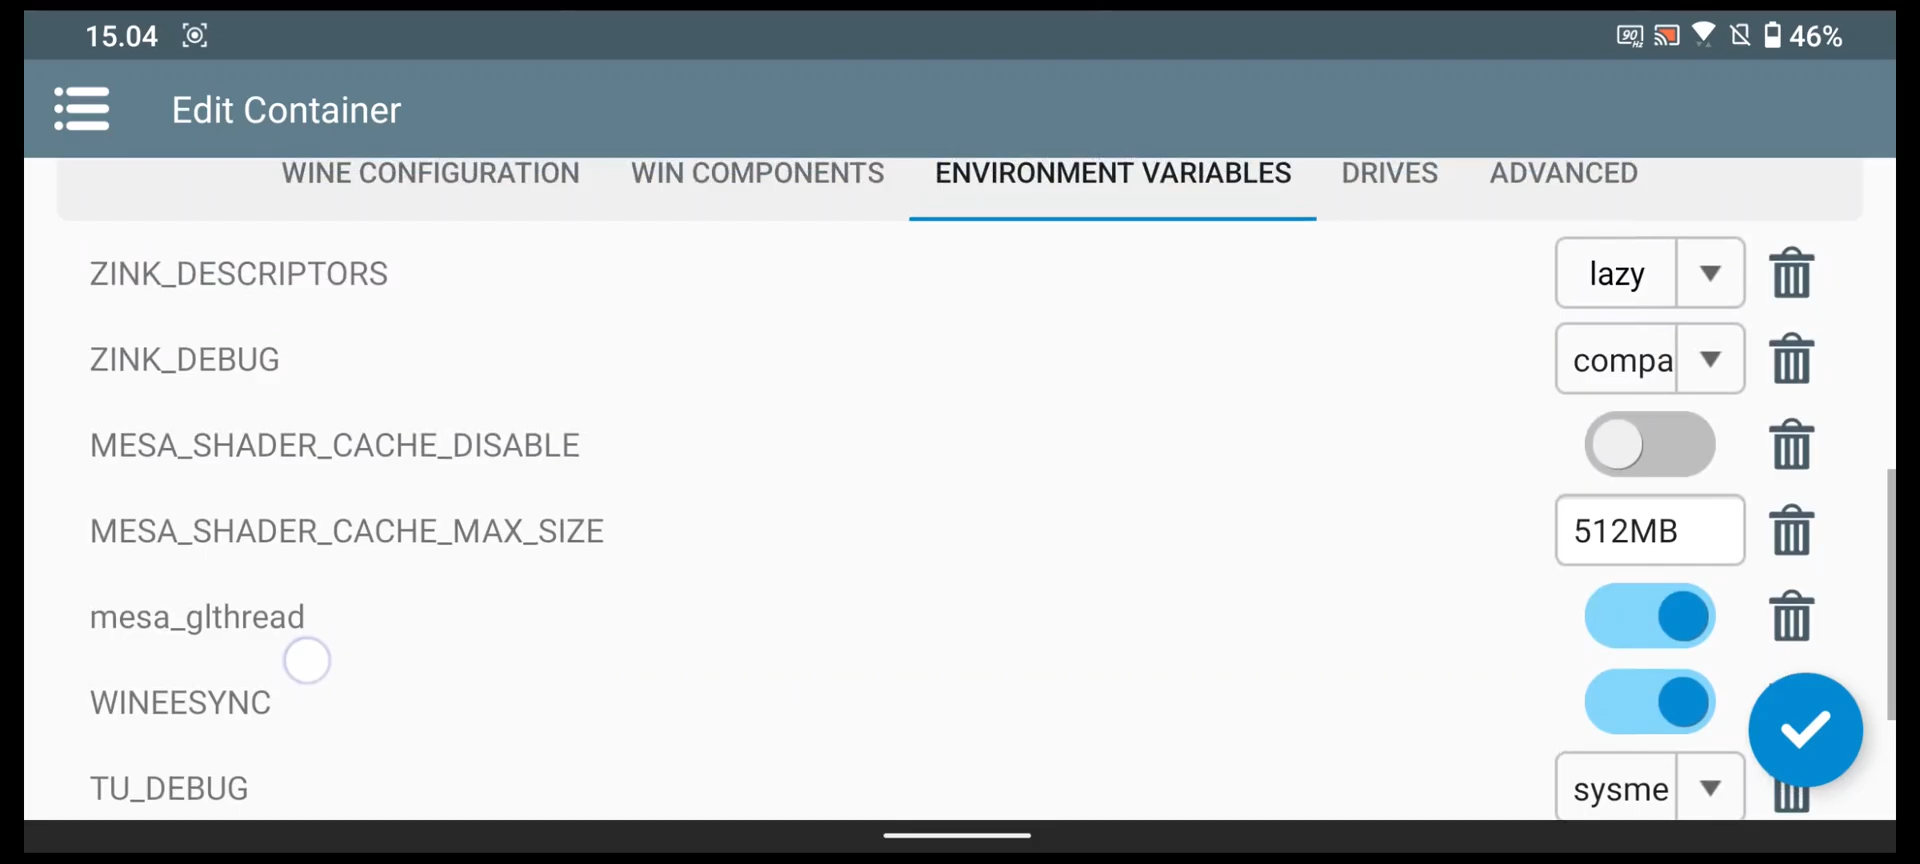 15.04 90Hz 46%
Edit Container
WINE CONFIGURATION WIN COMPONENTS ENVIRONMENT VARIABLES DRIVES ADVANCED
ZINK_DESCRIPTORS lazy
ZINK_DEBUG compa
MESA_SHADER_CACHE_DISABLE
MESA_SHADER_CACHE_MAX_SIZE 512MB
mesa_glthread
WINEESYNC
TU_DEBUG sysme